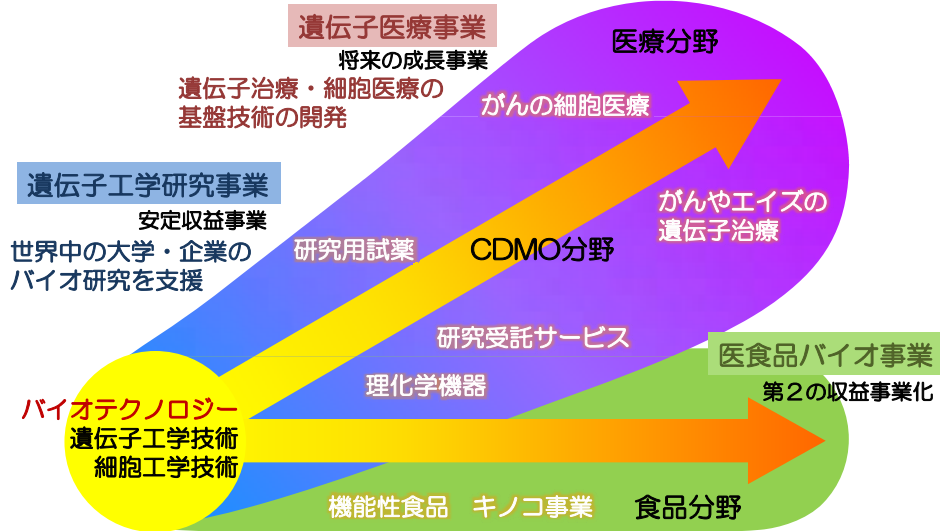 遺伝子医療事業
将来の成長事業
遺伝子治療・細胞医療の
基盤技術の開発
医療分野
がんの細胞医療
遺伝子工学研究事業
安定収益事業
世界中の大学・企業の
バイオ研究を支援
がんやエイズの
遺伝子治療
研究用試薬
CDMO分野
研究受託サービス
理化学機器
医食品バイオ事業
第２の収益事業化
バイオテクノロジー
遺伝子工学技術
細胞工学技術
機能性食品　キノコ事業
食品分野